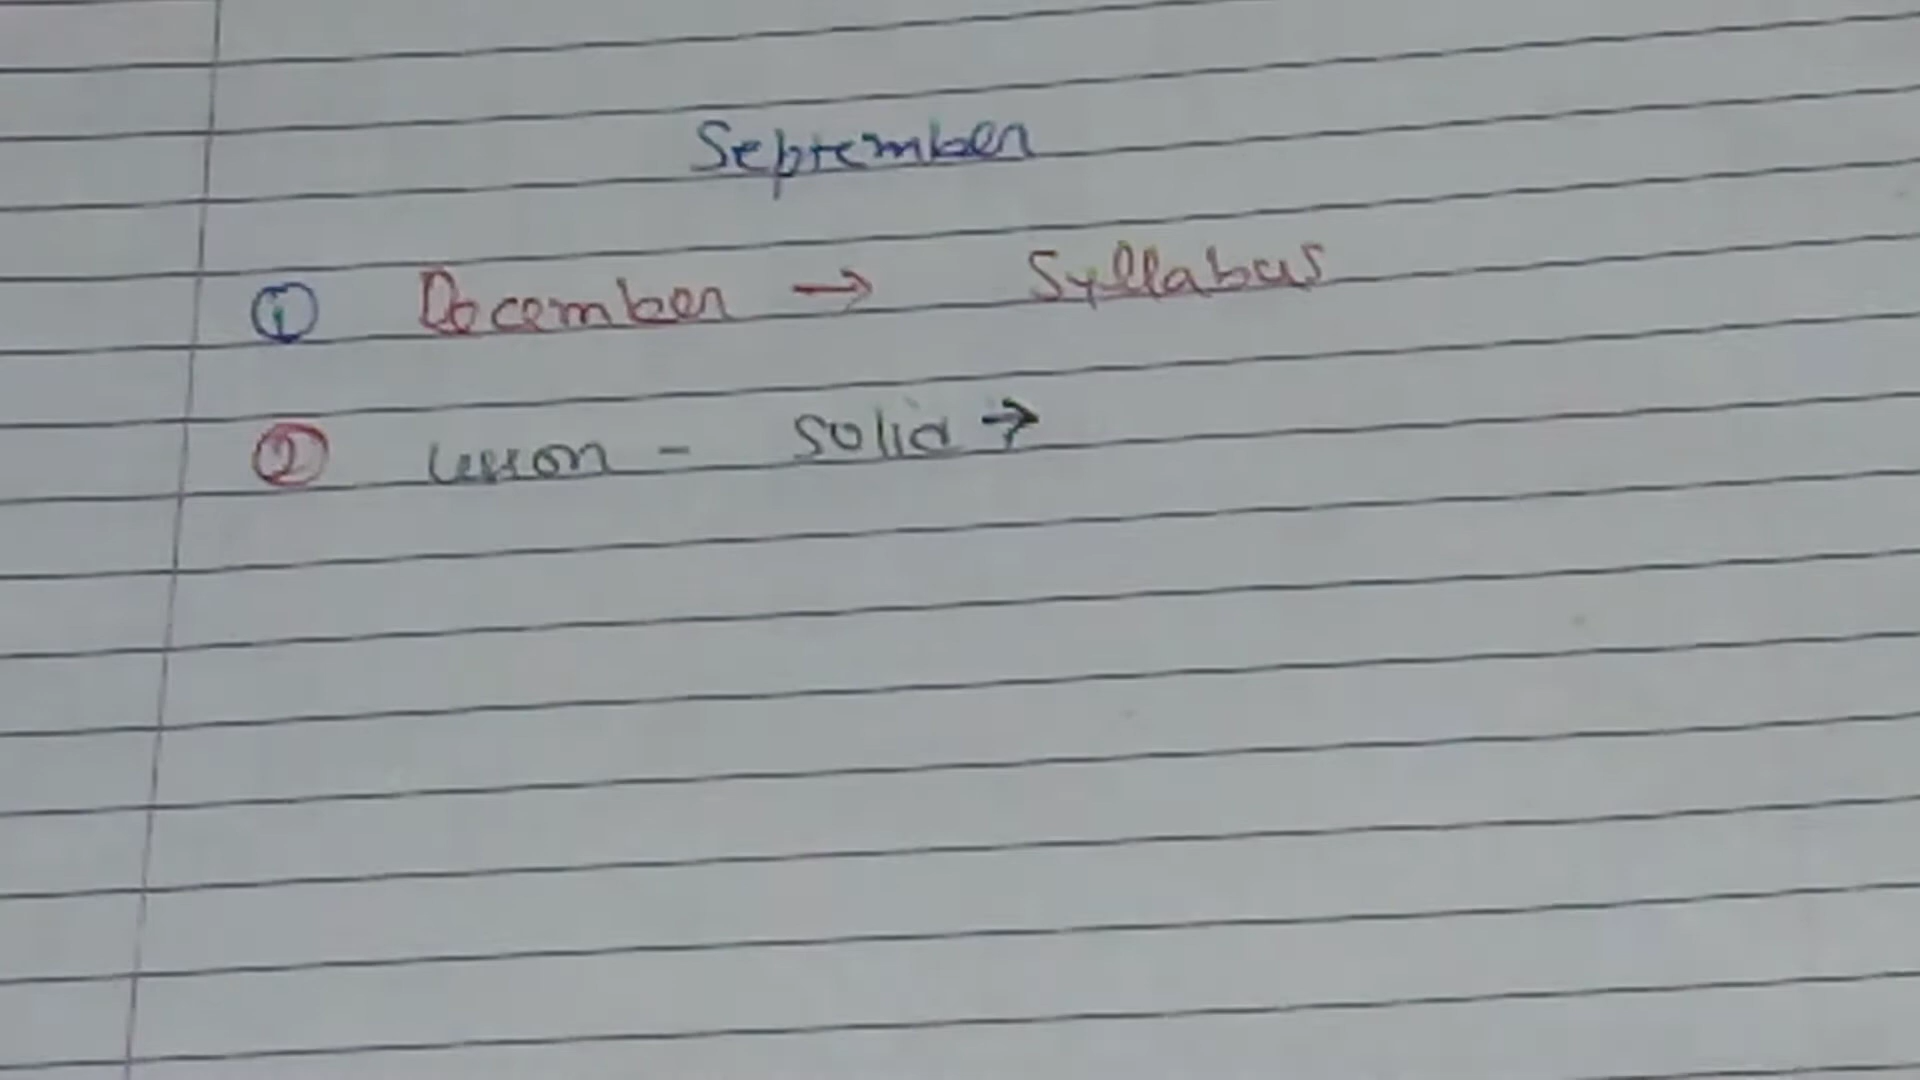 September
① December → Syllabus
② Lesson - Solid →